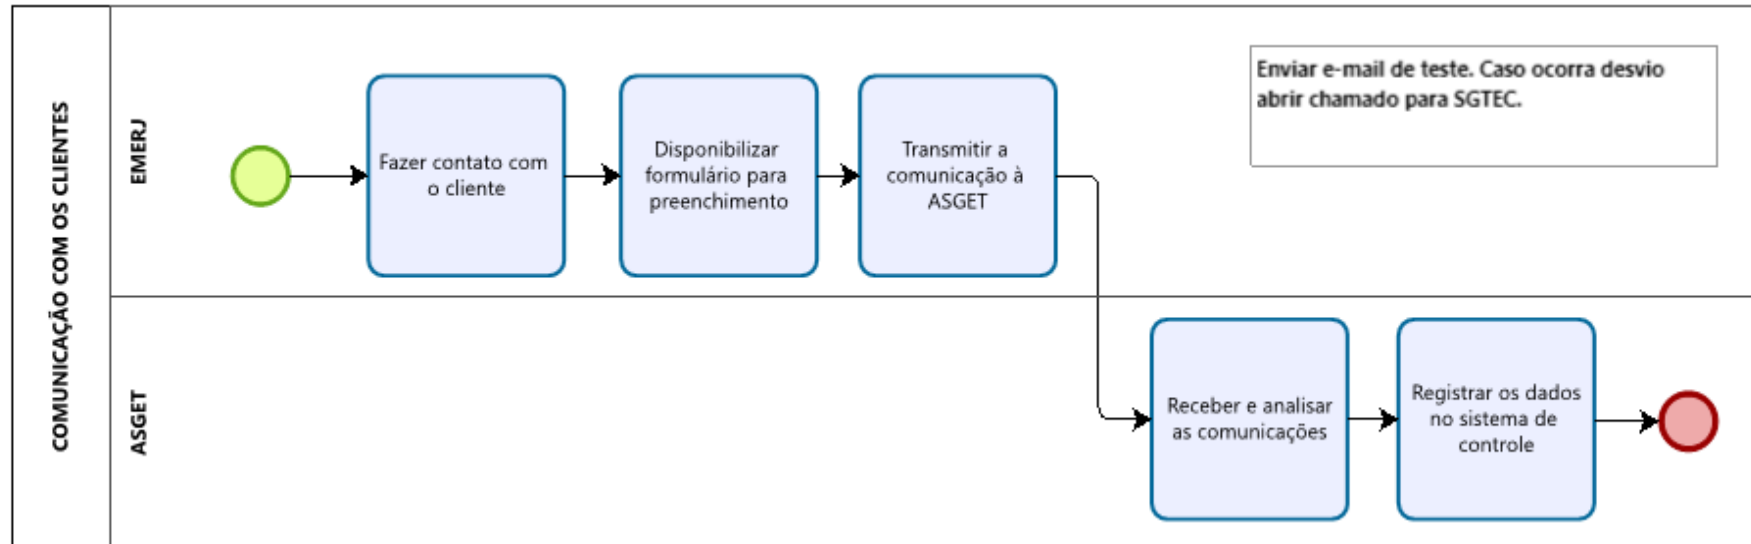 COMUNICAÇÃO COM OS CLIENTES
EMERJ
Fazer contato com
o cliente
Disponibilizar
formulário para
preenchimento
Transmitir a
comunicação à
ASGET
Enviar e-mail de teste. Caso ocorra desvio
abrir chamado para SGTEC.
ASGET
Receber e analisar
as comunicações
Registrar os dados
no sistema de
controle